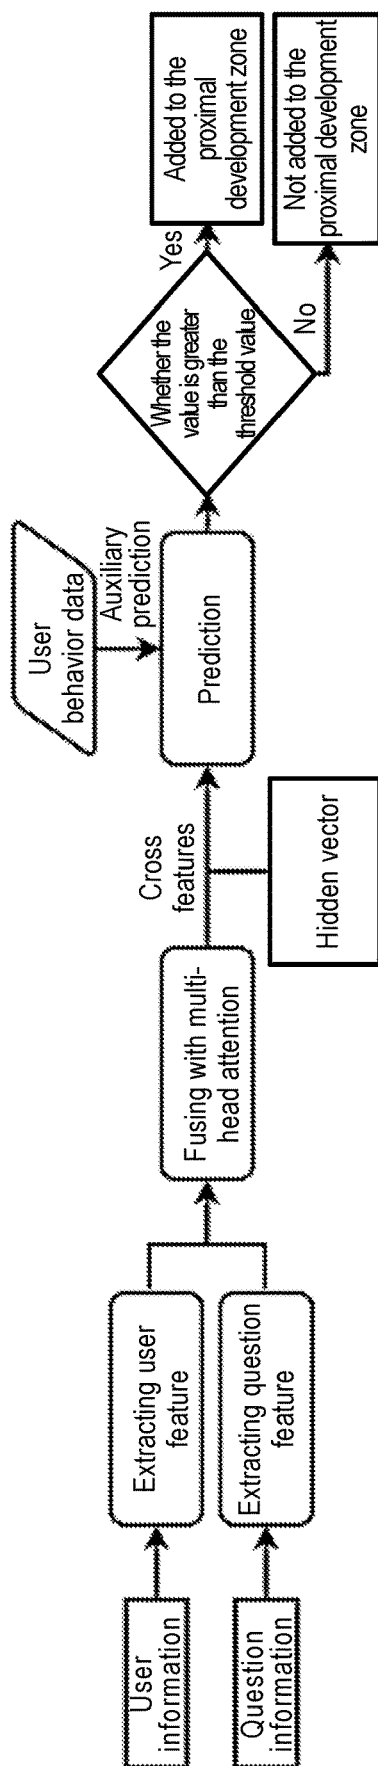 User
information
Question
information
Extracting user
feature
Extracting question
feature
Fusing with multi-
head attention
Cross
features
Hidden vector
User
behavior data
Auxiliary
prediction
Prediction
Whether the
value is greater
than the
threshold value
Yes
No
Added to the
proximal
development zone
Not added to the
proximal development
zone